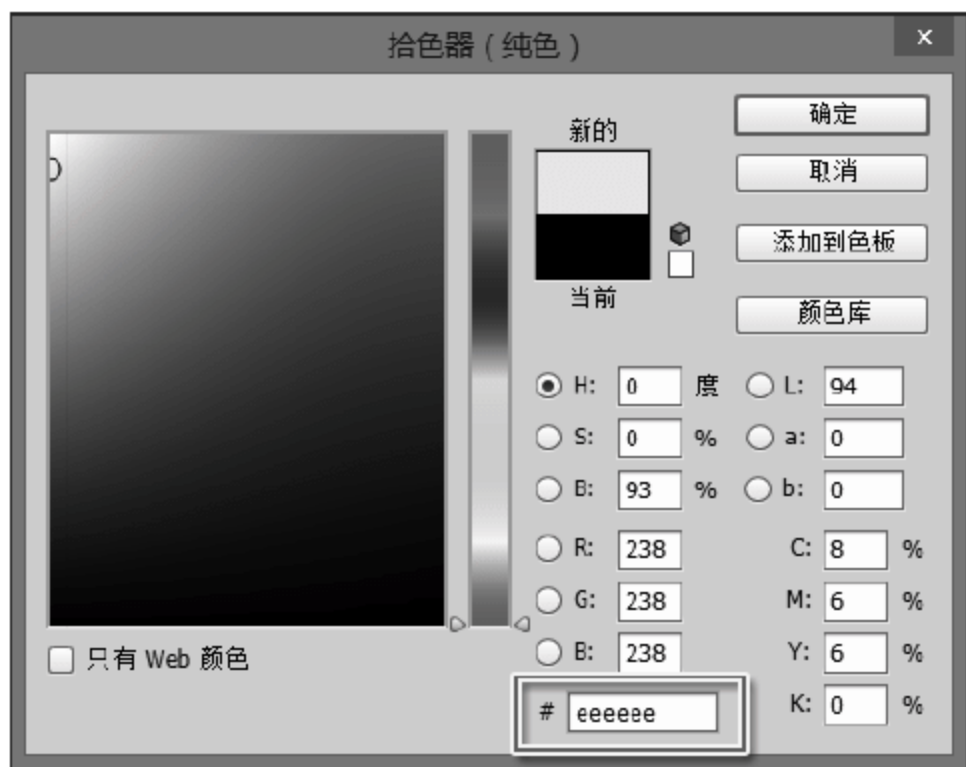 拾色器（纯色）
x
新的
当前
确定
取消
添加到色板
颜色库
H: 0 度
S: 0 %
B: 93 %
R: 238
G: 238
B: 238
# eeeeee
L: 94
a: 0
b: 0
C: 8 %
M: 6 %
Y: 6 %
K: 0 %
只有 Web 颜色